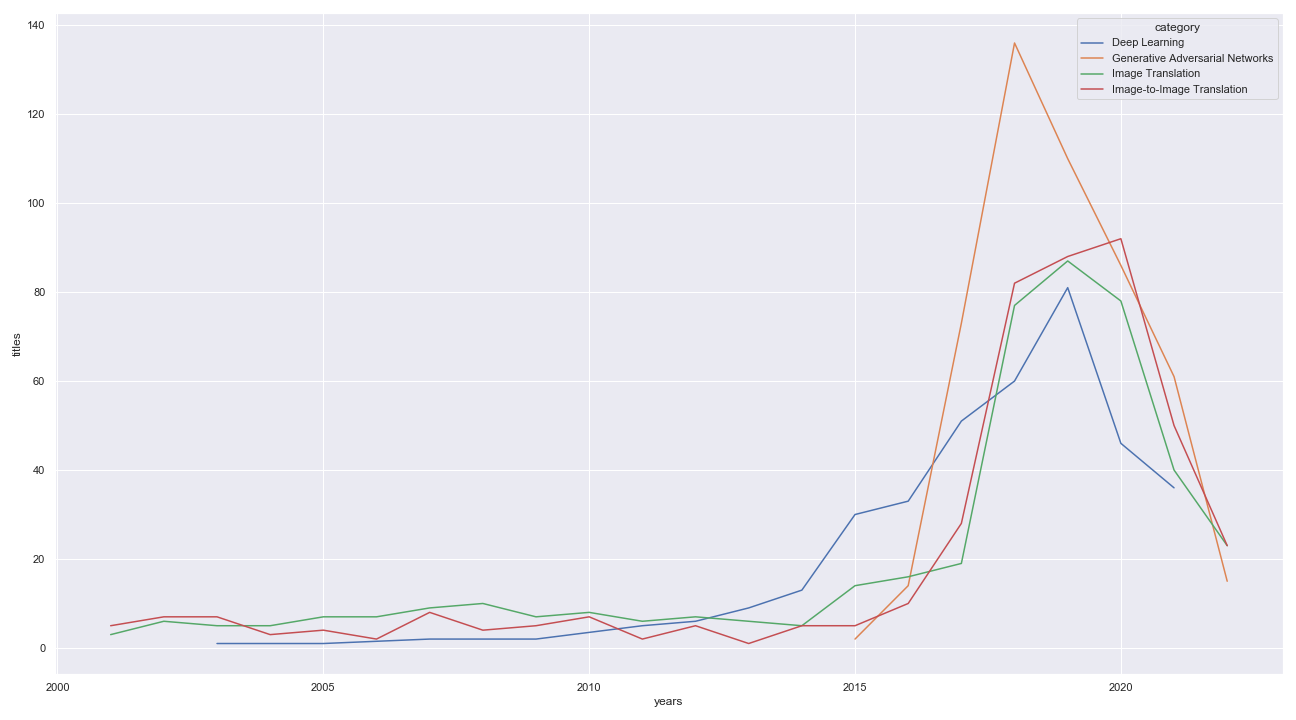 140
120
100
80
60
40
20
0
titles
2000
2005
2010
2015
2020
years
category
Deep Learning
Generative Adversarial Networks
Image Translation
Image-to-Image Translation